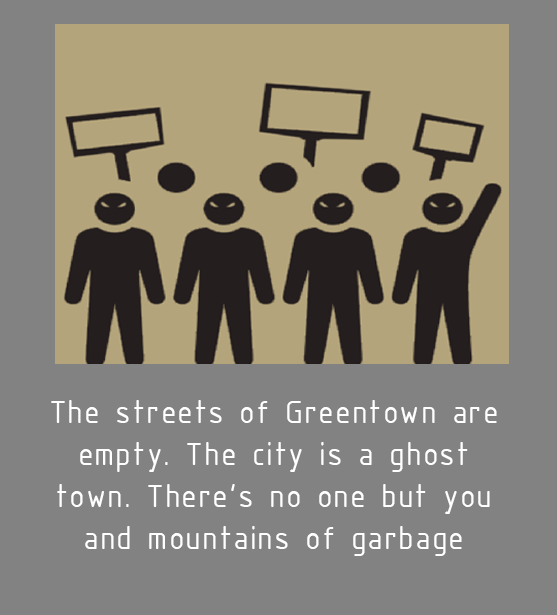 The streets of Greentown are
empty. The city is a ghost
town. There's no one but you
and mountains of garbage